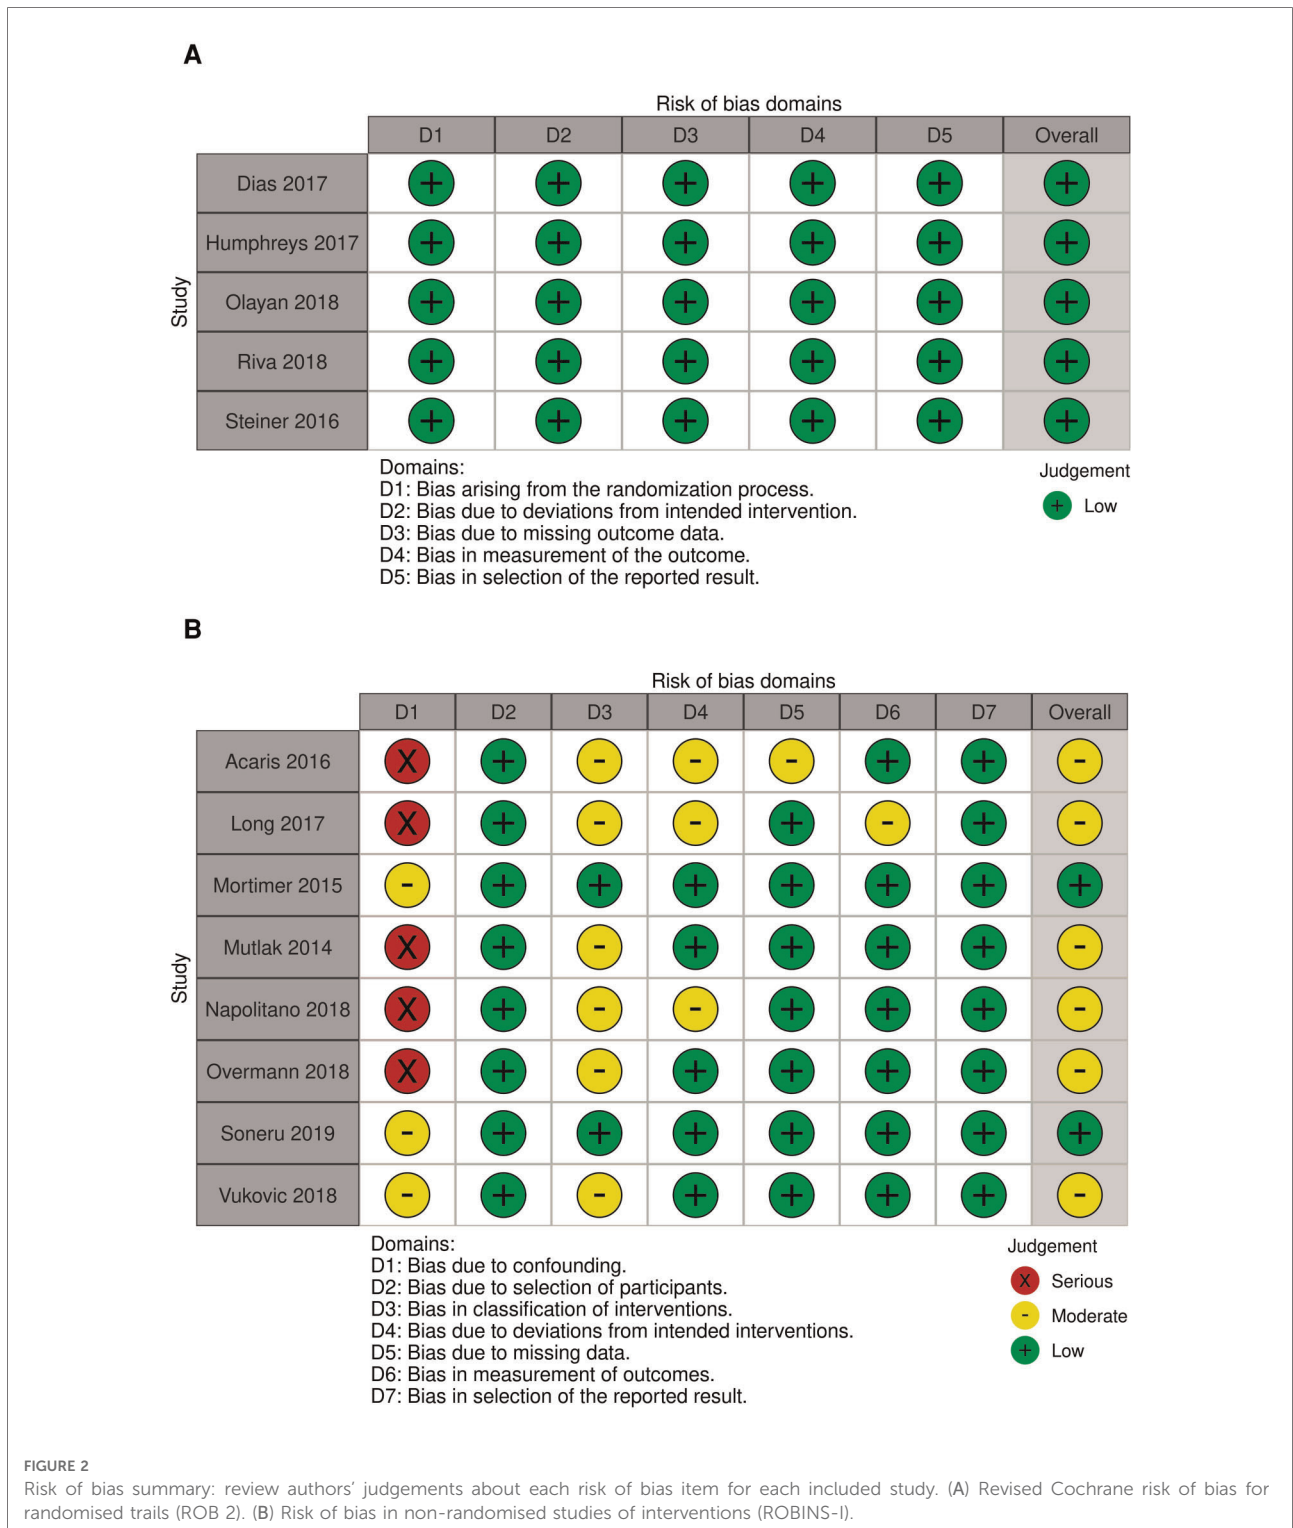 A
Risk of bias domains
D1 D2 D3 D4 D5 Overall
Study
Dias 2017 + + + + + +
Humphreys 2017 + + + + + +
Olayan 2018 + + + + + +
Riva 2018 + + + + + +
Steiner 2016 + + + + + +
Domains:
D1: Bias arising from the randomization process.
D2: Bias due to deviations from intended intervention.
D3: Bias due to missing outcome data.
D4: Bias in measurement of the outcome.
D5: Bias in selection of the reported result.
Judgement
+ Low
B
Risk of bias domains
D1 D2 D3 D4 D5 D6 D7 Overall
Study
Acaris 2016 X + - - - + + -
Long 2017 X + - - + - + -
Mortimer 2015 - + + + + + + +
Mutlak 2014 X + - + + + + -
Napolitano 2018 X + - - + + + -
Overmann 2018 X + - + + + + -
Soneru 2019 - + + + + + + +
Vukovic 2018 - + - + + + + -
Domains:
D1: Bias due to confounding.
D2: Bias due to selection of participants.
D3: Bias in classification of interventions.
D4: Bias due to deviations from intended interventions.
D5: Bias due to missing data.
D6: Bias in measurement of outcomes.
D7: Bias in selection of the reported result.
Judgement
X Serious
- Moderate
+ Low
FIGURE 2
Risk of bias summary: review authors' judgements about each risk of bias item for each included study. (A) Revised Cochrane risk of bias for
randomised trails (ROB 2). (B) Risk of bias in non-randomised studies of interventions (ROBINS-I).